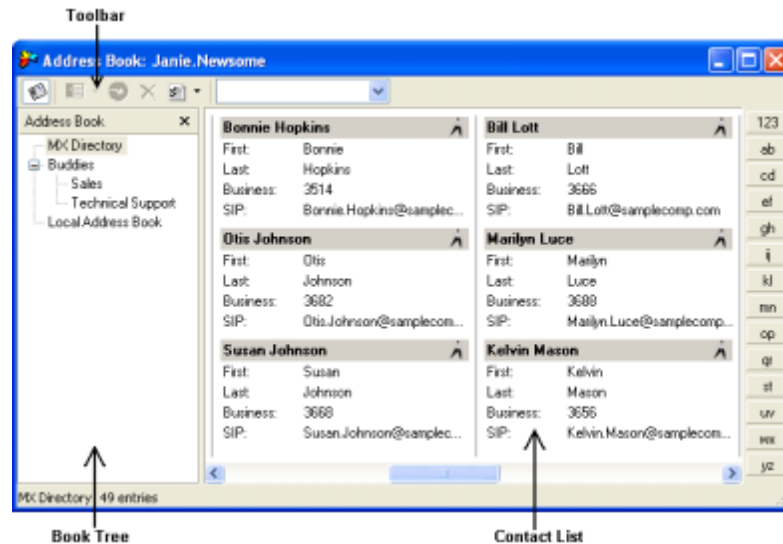 Toolbar
Address Book: Janie.Newsome
Address Book x
MX Directory
Buddies
Sales
Technical Support
Local Address Book
Bonnie Hopkins
First: Bonnie
Last: Hopkins
Business: 3514
SIP: Bonnie.Hopkins@samplec...
Otis Johnson
First: Otis
Last: Johnson
Business: 3682
SIP: Otis.Johnson@samplecom...
Susan Johnson
First: Susan
Last: Johnson
Business: 3668
SIP: Susan.Johnson@samplec...
Bill Lott
First: Bill
Last: Lott
Business: 3666
SIP: Bill.Lott@samplecomp.com
Marilyn Luce
First: Marilyn
Last: Luce
Business: 3688
SIP: Marilyn.Luce@samplecomp...
Kelvin Mason
First: Kelvin
Last: Mason
Business: 3656
SIP: Kelvin.Mason@samplecom...
123
ab
cd
ef
gh
ij
kl
mn
op
qr
st
uv
wx
yz
MX Directory 49 entries
Book Tree
Contact List